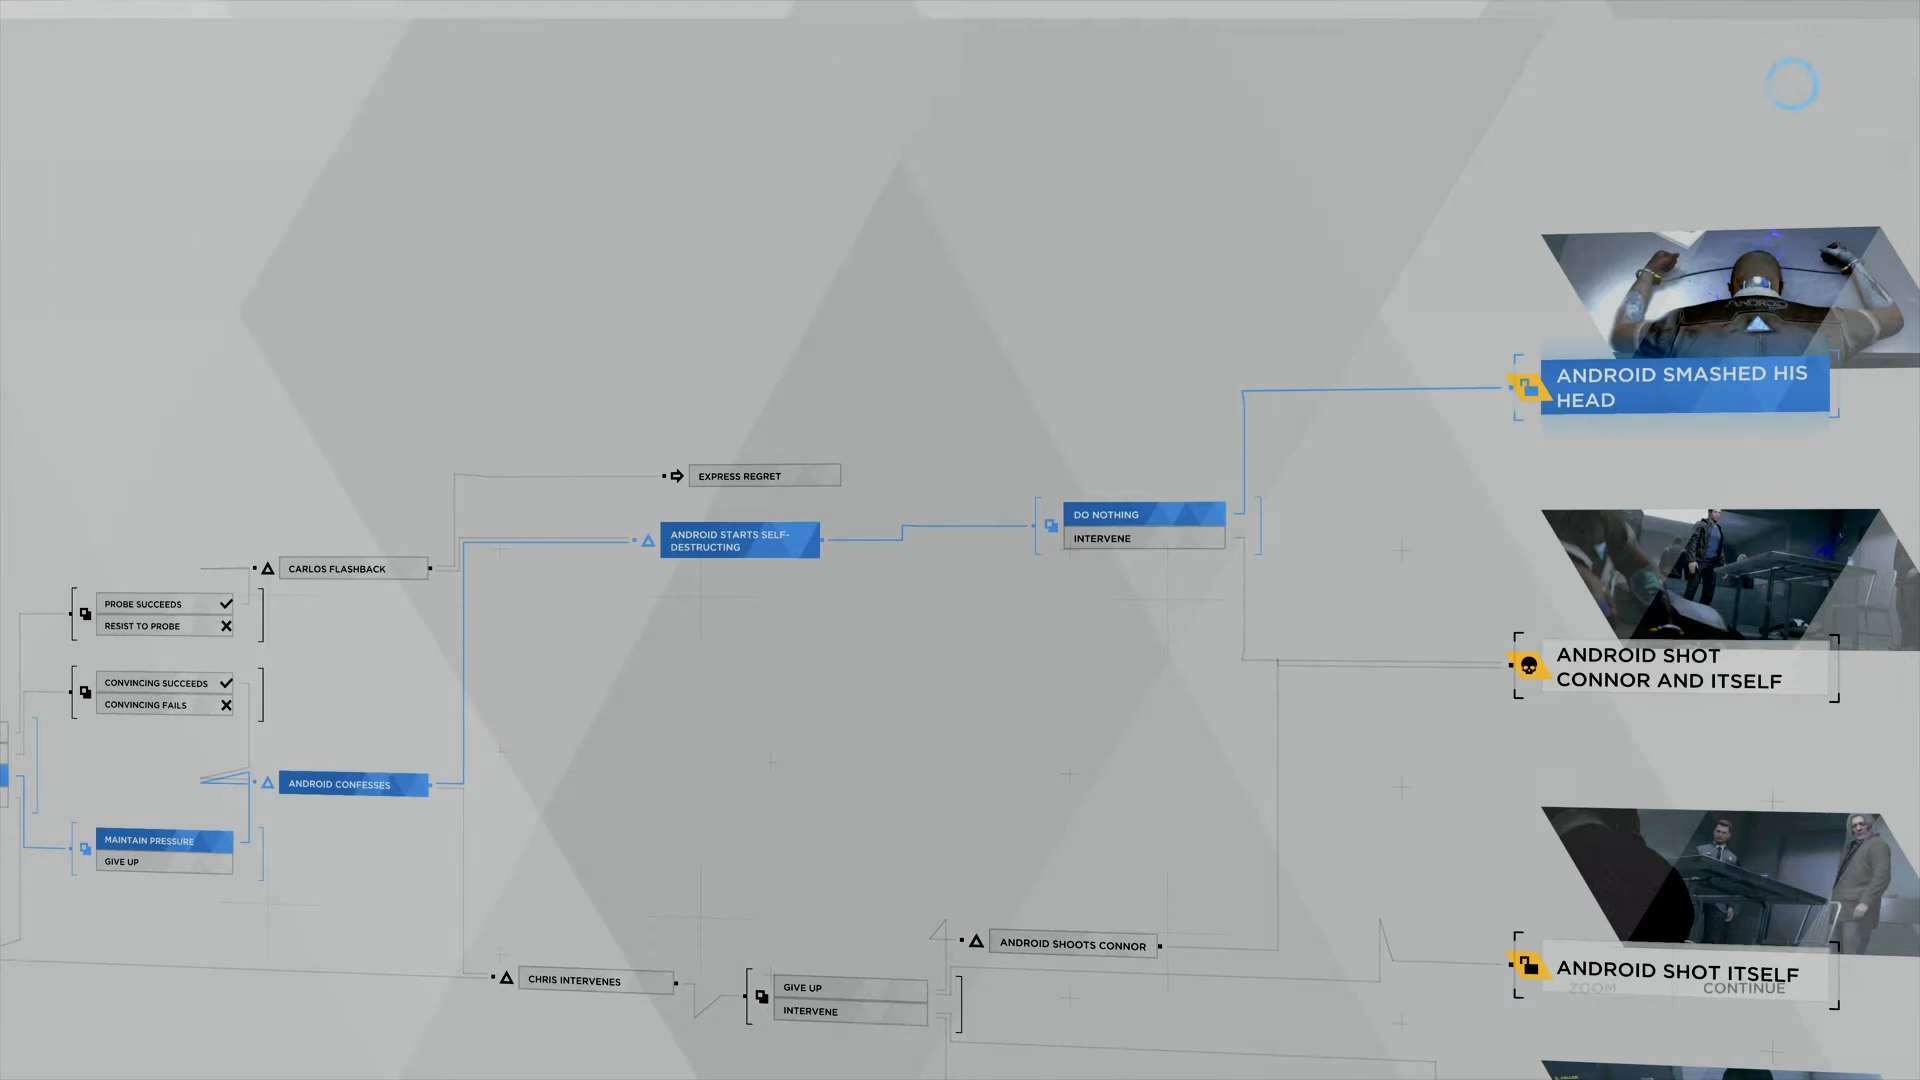 ANDROID
ANDROID SMASHED HIS
HEAD
EXPRESS REGRET
DO NOTHING
INTERVENE
ANDROID STARTS SELF-
DESTRUCTING
CARLOS FLASHBACK
PROBE SUCCEEDS
RESIST TO PROBE
CONVINCING SUCCEEDS
CONVINCING FAILS
ANDROID SHOT
CONNOR AND ITSELF
ANDROID CONFESSES
MAINTAIN PRESSURE
GIVE UP
ANDROID SHOOTS CONNOR
CHRIS INTERVENES
GIVE UP
INTERVENE
ANDROID SHOT ITSELF
ZOOM CONTINUE